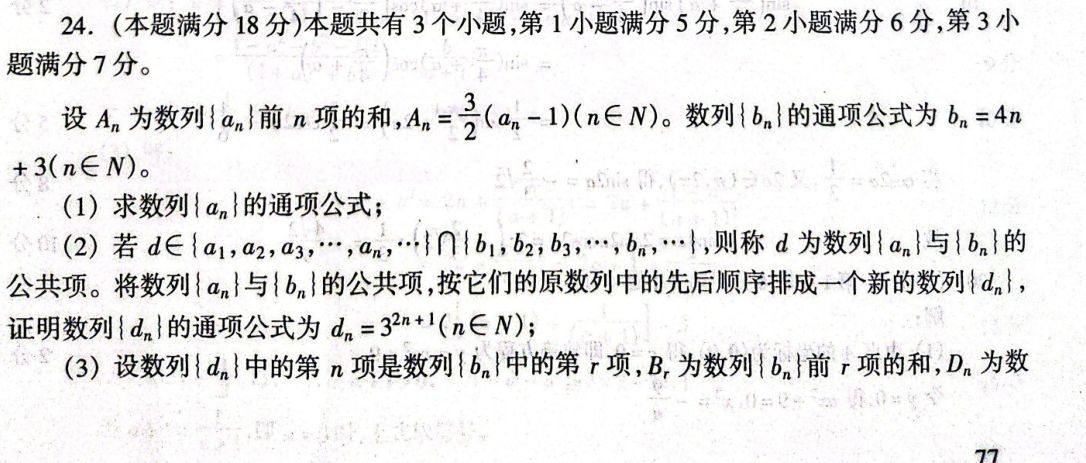 24. (本题满分 18 分)本题共有 3 个小题,第 1 小题满分 5 分,第 2 小题满分 6 分,第 3 小
题满分 7 分。
设 Aₙ 为数列{aₙ}前 n 项的和,Aₙ = 3/2(aₙ - 1)(n∈N)。数列{bₙ}的通项公式为 bₙ = 4n
+ 3(n∈N)。
(1) 求数列{aₙ}的通项公式;
(2) 若 d∈{a₁,a₂,a₃,…,aₙ,…}∩{b₁,b₂,b₃,…,bₙ,…},则称 d 为数列{aₙ}与{bₙ}的
公共项。将数列{aₙ}与{bₙ}的公共项,按它们的原数列中的先后顺序排成一个新的数列{dₙ},
证明数列{dₙ}的通项公式为 dₙ = 3²ⁿ⁺¹(n∈N);
(3) 设数列{dₙ}中的第 n 项是数列{bₙ}中的第 r 项,Bᵣ 为数列{bₙ}前 r 项的和,Dₙ 为数
77